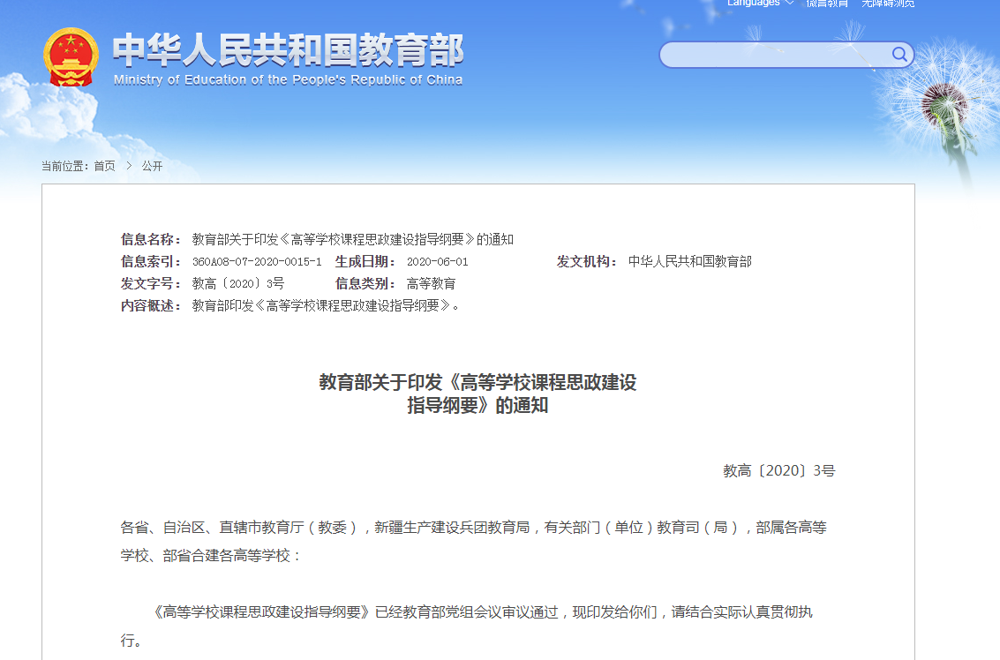 Languages 微言教育 无障碍浏览
中华人民共和国教育部
Ministry of Education of the People's Republic of China
当前位置：首页 > 公开
信息名称： 教育部关于印发《高等学校课程思政建设指导纲要》的通知
信息索引： 360A08-07-2020-0015-1 生成日期： 2020-06-01 发文机构： 中华人民共和国教育部
发文字号： 教高〔2020〕3号 信息类别： 高等教育
内容概述： 教育部印发《高等学校课程思政建设指导纲要》。
教育部关于印发《高等学校课程思政建设
指导纲要》的通知
教高〔2020〕3号
各省、自治区、直辖市教育厅（教委），新疆生产建设兵团教育局，有关部门（单位）教育司（局），部属各高等
学校、部省合建各高等学校：
《高等学校课程思政建设指导纲要》已经教育部党组会议审议通过，现印发给你们，请结合实际认真贯彻执
行。